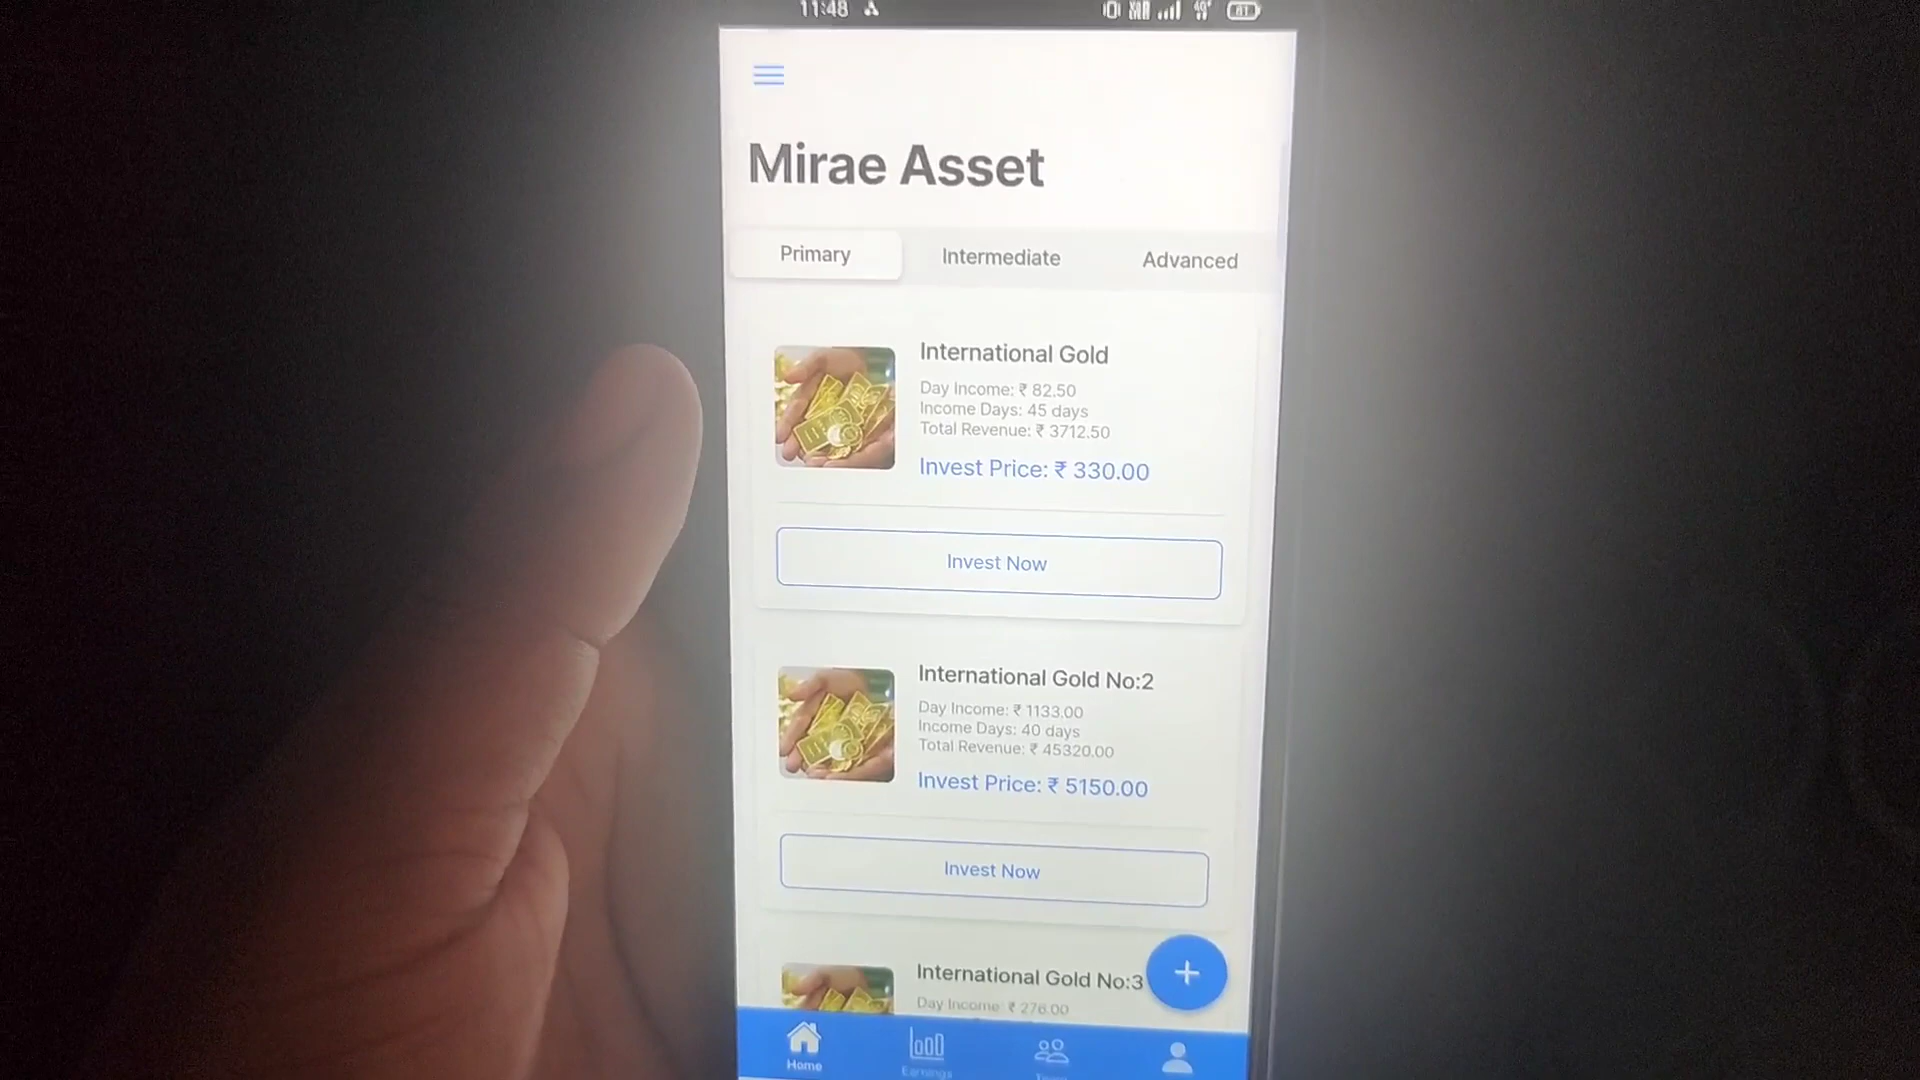 11:48
81
Mirae Asset
Primary
Intermediate
Advanced
International Gold
Day Income: ₹ 82.50
Income Days: 45 days
Total Revenue: ₹ 3712.50
Invest Price: ₹ 330.00
Invest Now
International Gold No:2
Day Income: ₹ 1133.00
Income Days: 40 days
Total Revenue: ₹ 45320.00
Invest Price: ₹ 5150.00
Invest Now
International Gold No:3
Day Income: ₹ 276.00
Home
Earnings